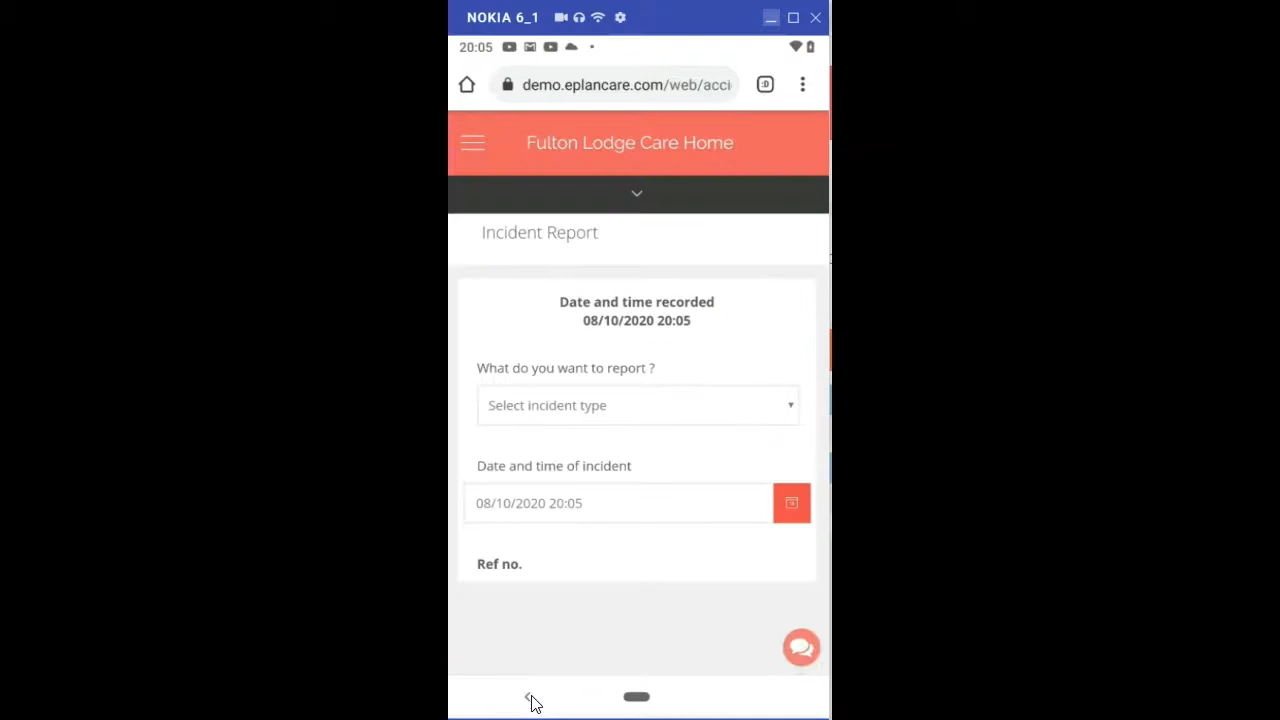 NOKIA 6_1
20:05
demo.eplancare.com/web/acci
:D
Fulton Lodge Care Home
Incident Report
Date and time recorded
08/10/2020 20:05
What do you want to report ?
Select incident type
Date and time of incident
08/10/2020 20:05
Ref no.